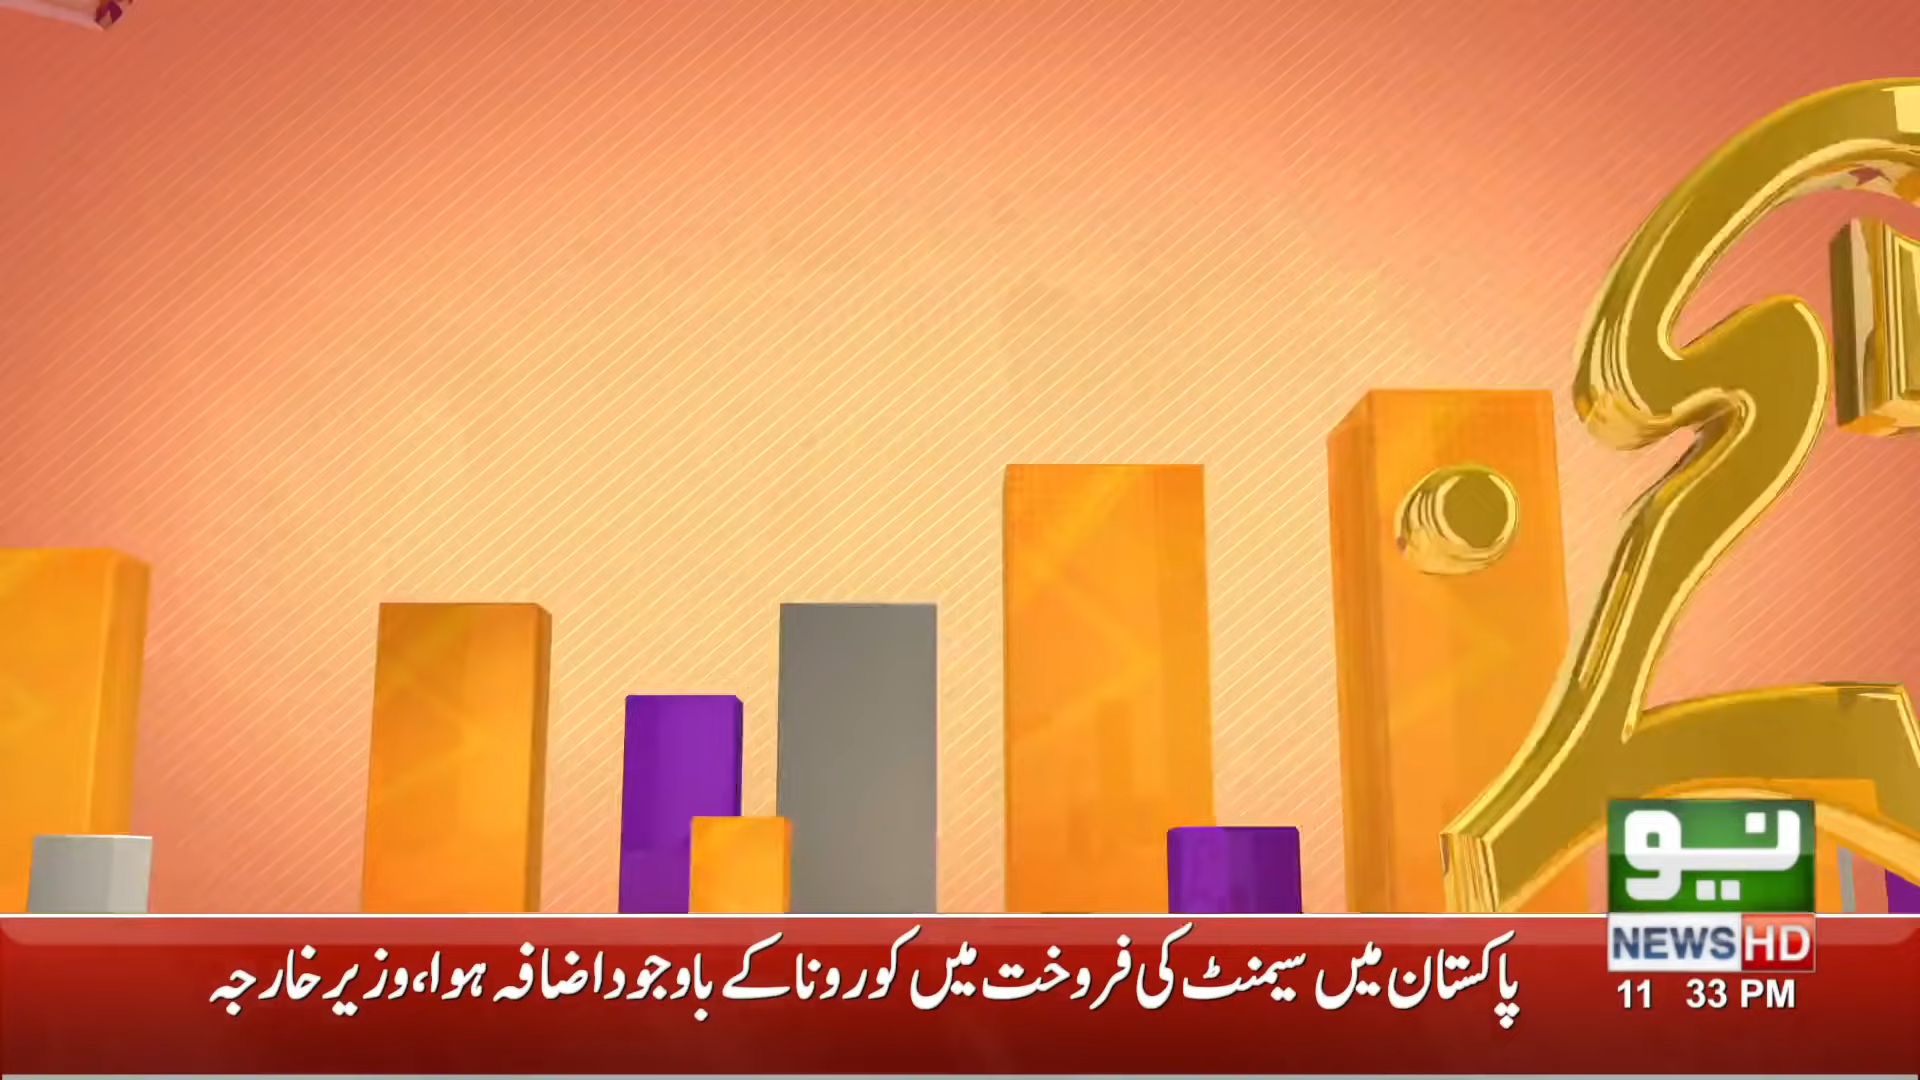 نیو
NEWS HD
پاکستان میں سیمنٹ کی فروخت میں کورونا کے باوجود اضافہ ہوا، وزیر خارجہ
11 33 PM